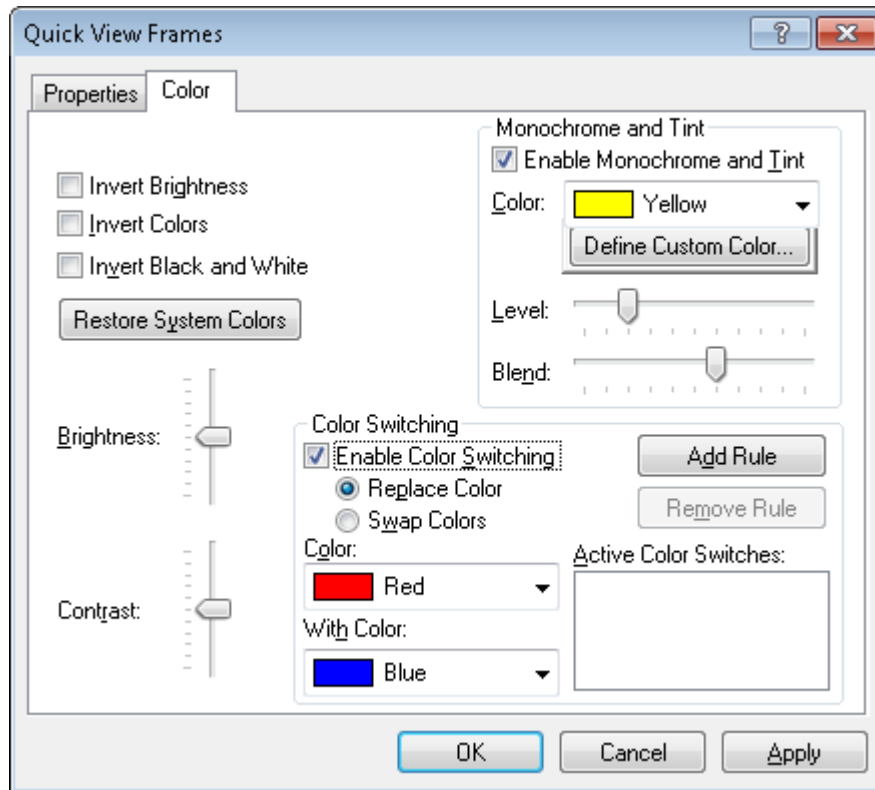 Quick View Frames
Properties
Color
Invert Brightness
Invert Colors
Invert Black and White
Restore System Colors
Brightness:
Contrast:
Monochrome and Tint
Enable Monochrome and Tint
Color:
Yellow
Define Custom Color...
Level:
Blend:
Color Switching
Enable Color Switching
Replace Color
Swap Colors
Color:
Red
With Color:
Blue
Add Rule
Remove Rule
Active Color Switches:
OK
Cancel
Apply